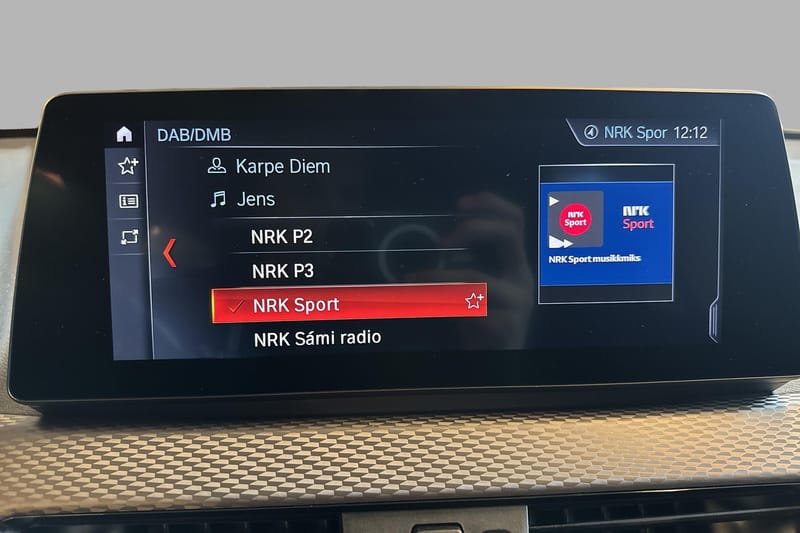 DAB/DMB
NRK Spor 12:12
Karpe Diem
Jens
NRK P2
NRK P3
NRK Sport
NRK Sámi radio
NRK
Sport
NRK
Sport
NRK Sport musikkmiks